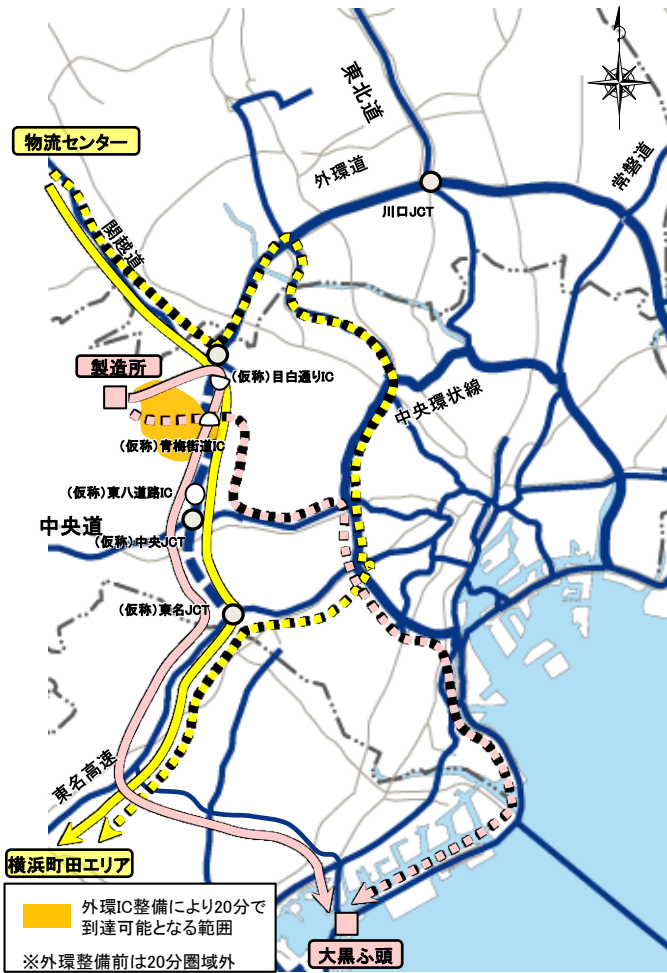 東北道
物流センター
外環道
常磐道
川口JCT
関越道
製造所
(仮称)目白通りIC
中央環状線
(仮称)青梅街道IC
(仮称)東八道路IC
中央道
(仮称)中央JCT
(仮称)東名JCT
東名高速
横浜町田エリア
外環IC整備により20分で
到達可能となる範囲
※外環整備前は20分圏域外
大黒ふ頭